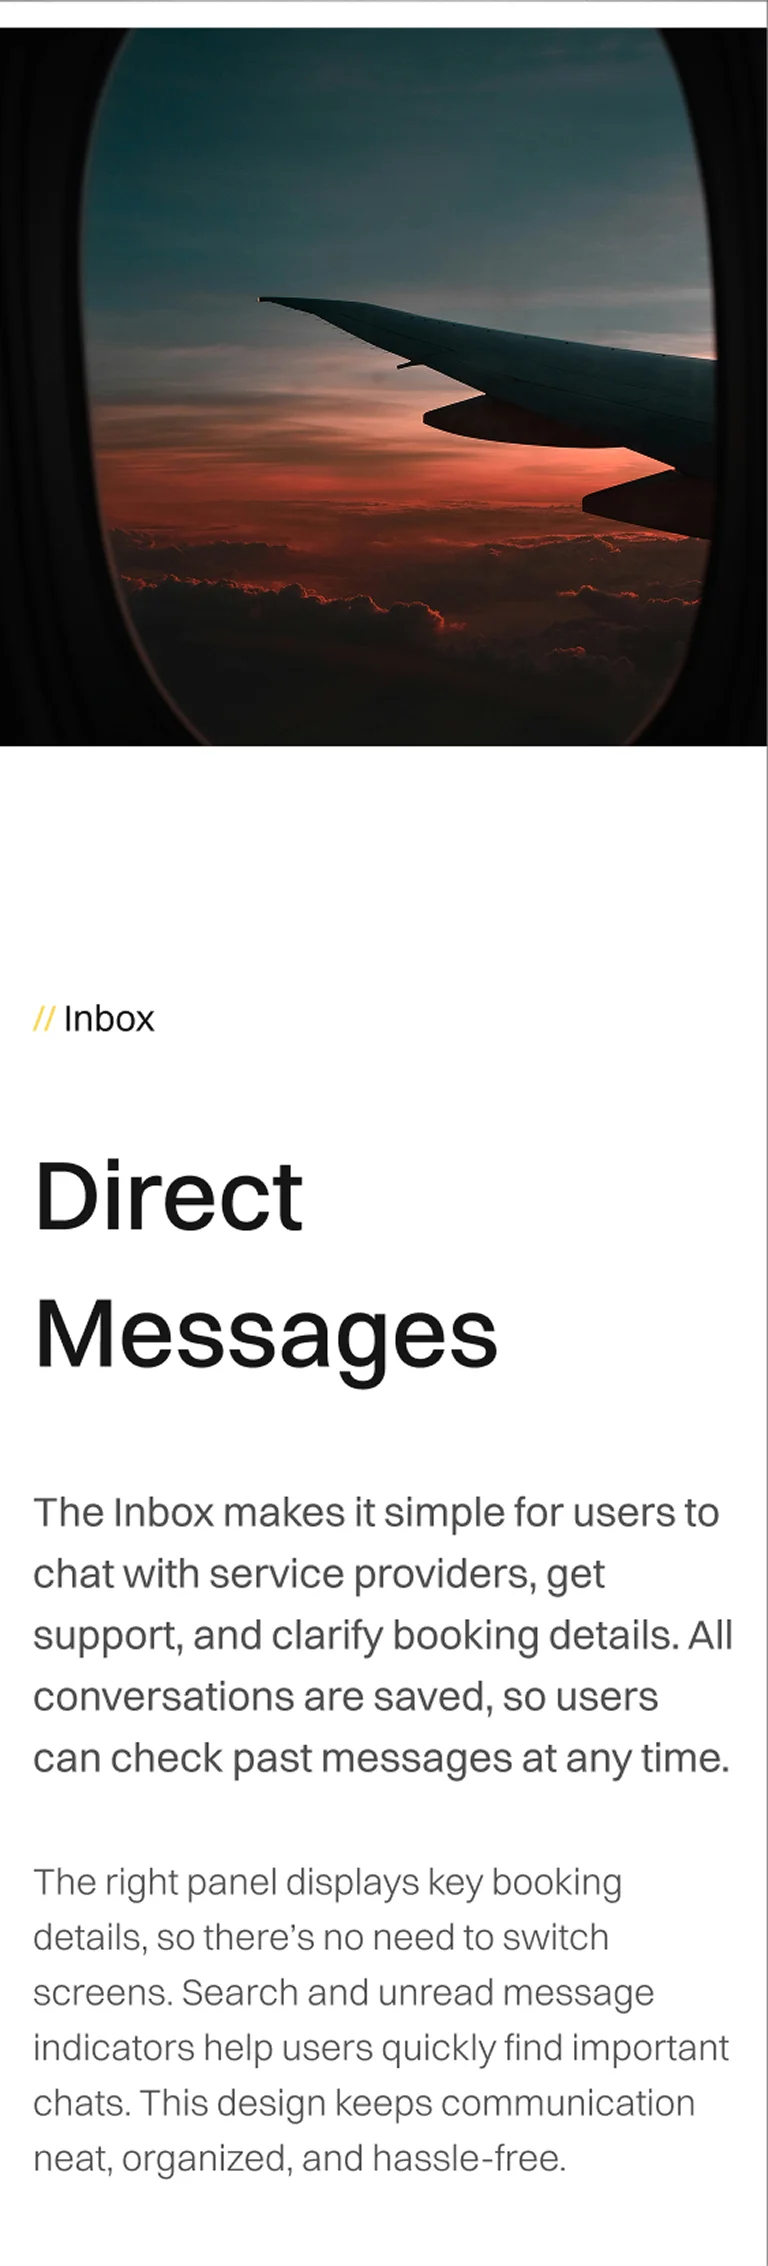 // Inbox
Direct
Messages
The Inbox makes it simple for users to
chat with service providers, get
support, and clarify booking details. All
conversations are saved, so users
can check past messages at any time.
The right panel displays key booking
details, so there’s no need to switch
screens. Search and unread message
indicators help users quickly find important
chats. This design keeps communication
neat, organized, and hassle-free.